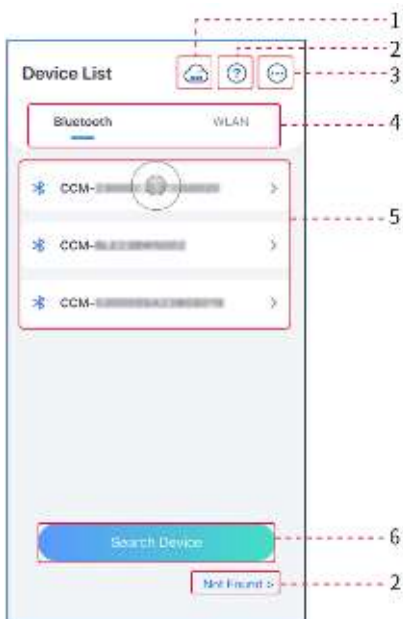 1
2
Device List
3
Bluetooth WLAN
4
CCM-
5
CCM-
CCM-
Search Device
6
Not Found >
2